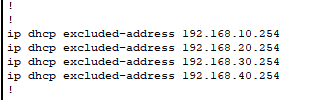 !
!
ip dhcp excluded-address 192.168.10.254
ip dhcp excluded-address 192.168.20.254
ip dhcp excluded-address 192.168.30.254
ip dhcp excluded-address 192.168.40.254
!